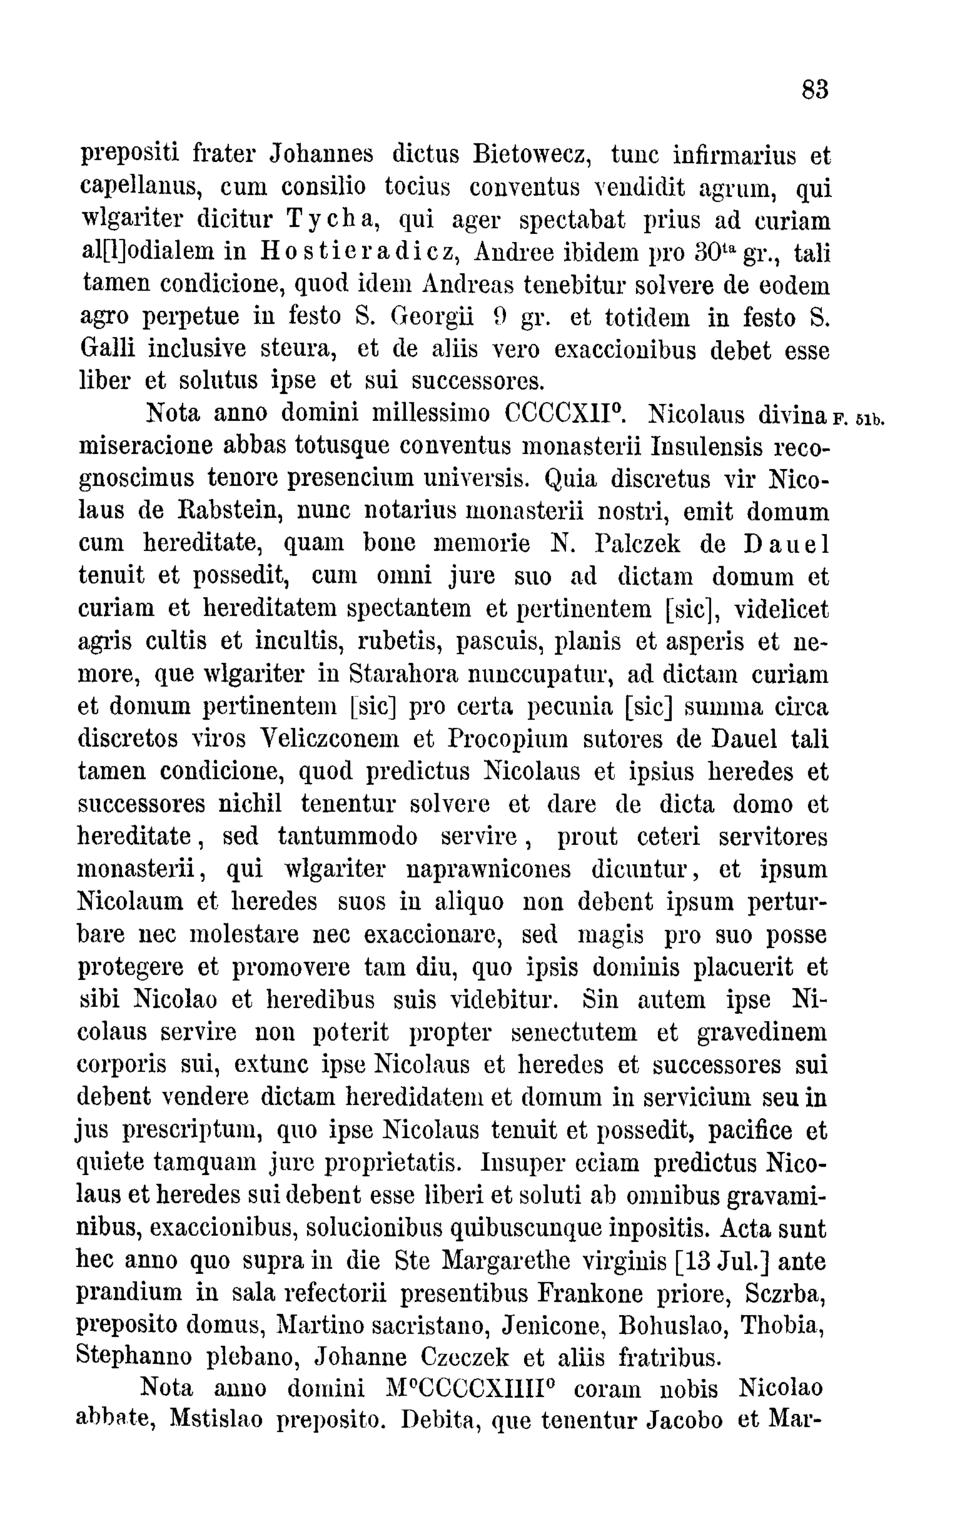 83
prepositi frater Johannes dictus Bietowecz, tunc infirmarius et
capellanus, cum consilio tocius conventus vendidit agrum, qui
wlgariter dicitur Tycha, qui ager spectabat prius ad curiam
al[l]odialem in Hostieradicz, Andree ibidem pro 30ta gr., tali
tamen condicione, quod idem Andreas tenebitur solvere de eodem
agro perpetue in festo S. Georgii 9 gr. et totidem in festo S.
Galli inclusive steura, et de aliis vero exaccionibus debet esse
liber et solutus ipse et sui successores.
Nota anno domini millessimo CCCCXII⁰. Nicolaus divina F. 51b.
miseracione abbas totusque conventus monasterii Insulensis reco-
gnoscimus tenore presencium universis. Quia discretus vir Nico-
laus de Rabstein, nunc notarius monasterii nostri, emit domum
cum hereditate, quam bone memorie N. Palczek de Dauel
tenuit et possedit, cum omni jure suo ad dictam domum et
curiam et hereditatem spectantem et pertinentem [sic], videlicet
agris cultis et incultis, rubetis, pascuis, planis et asperis et ne-
more, que wlgariter in Starahora nunccupatur, ad dictam curiam
et domum pertinentem [sic] pro certa pecunia [sic] summa circa
discretos viros Veliczconem et Procopium sutores de Dauel tali
tamen condicione, quod predictus Nicolaus et ipsius heredes et
successores nichil tenentur solvere et dare de dicta domo et
hereditate, sed tantummodo servire, prout ceteri servitores
monasterii, qui wlgariter naprawnicones dicuntur, et ipsum
Nicolaum et heredes suos in aliquo non debent ipsum pertur-
bare nec molestare nec exaccionare, sed magis pro suo posse
protegere et promovere tam diu, quo ipsis dominis placuerit et
sibi Nicolao et heredibus suis videbitur. Sin autem ipse Ni-
colaus servire non poterit propter senectutem et gravedinem
corporis sui, extunc ipse Nicolaus et heredes et successores sui
debent vendere dictam heredidatem et domum in servicium seu in
jus prescriptum, quo ipse Nicolaus tenuit et possedit, pacifice et
quiete tamquam jure proprietatis. Insuper eciam predictus Nico-
laus et heredes sui debent esse liberi et soluti ab omnibus gravami-
nibus, exaccionibus, solucionibus quibuscunque inpositis. Acta sunt
hec anno quo supra in die Ste Margarethe virginis [13 Jul.] ante
prandium in sala refectorii presentibus Frankone priore, Sczrba,
preposito domus, Martino sacristano, Jenicone, Bohuslao, Thobia,
Stephanno plebano, Johanne Czeczek et aliis fratribus.
Nota anno domini M⁰CCCCXIIII⁰ coram nobis Nicolao
abbate, Mstislao preposito. Debita, que tenentur Jacobo et Mar-